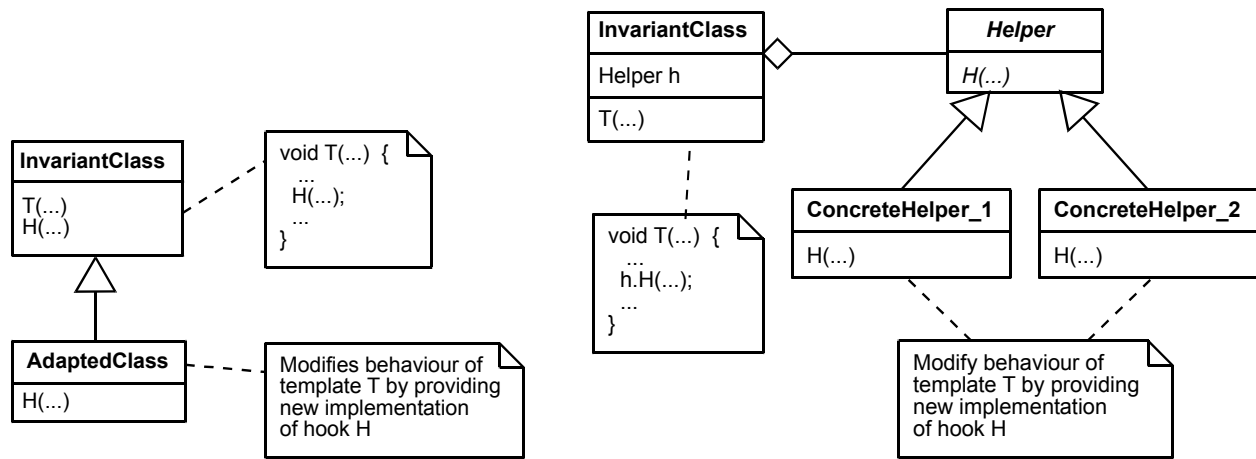 InvariantClass
T(...)
H(...)
void T(...) {
...
H(...);
...
}
AdaptedClass
H(...)
Modifies behaviour of
template T by providing
new implementation
of hook H
InvariantClass
Helper h
T(...)
Helper
H(...)
void T(...) {
...
h.H(...);
...
}
ConcreteHelper_1
H(...)
ConcreteHelper_2
H(...)
Modify behaviour of
template T by providing
new implementation
of hook H